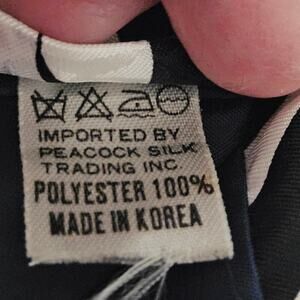 IMPORTED BY
PEACOCK SILK
TRADING INC.
POLYESTER 100%
MADE IN KOREA